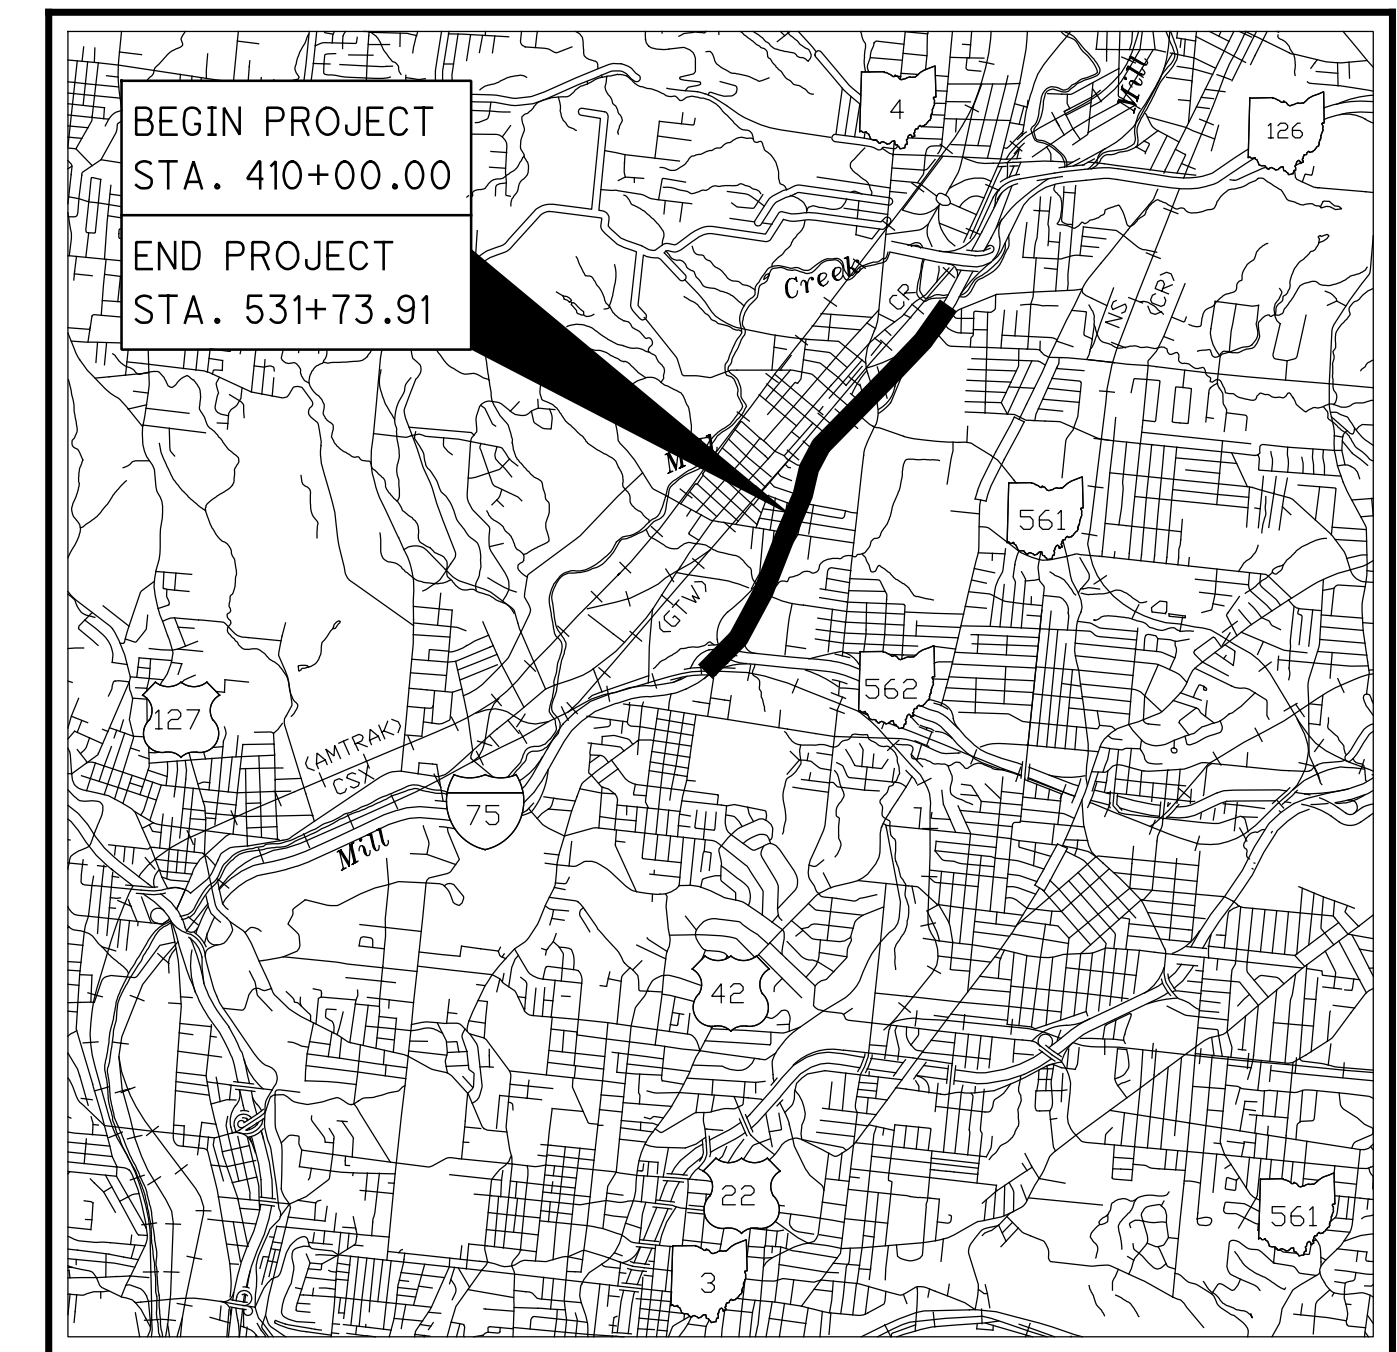 BEGIN PROJECT
STA. 410+00.00
END PROJECT
STA. 531+73.91
4
Mill
126
Creek
CR
NS
(CR)
561
(GTW)
562
127
(AMTRAK)
CSX
75
Mill
42
22
561
3